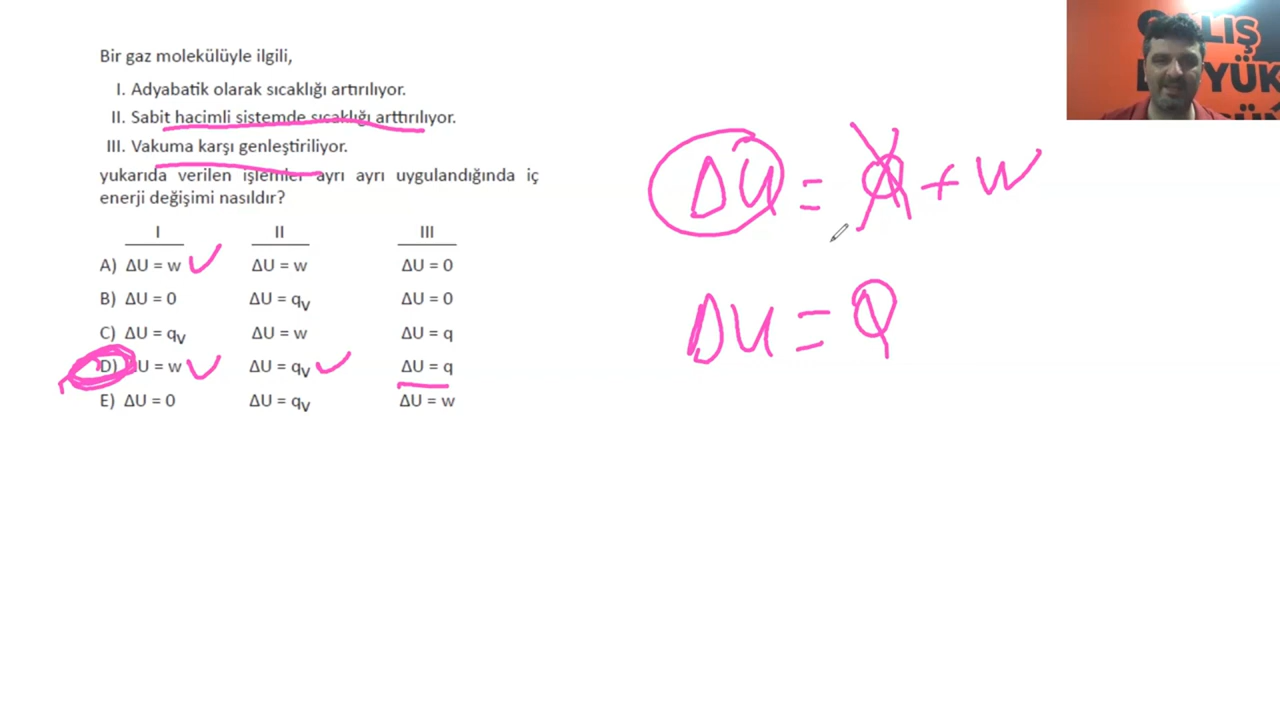 Bir gaz molekülüyle ilgili,
I. Adyabatik olarak sıcaklığı artırılıyor.
II. Sabit hacimli sistemde sıcaklığı arttırılıyor.
III. Vakuma karşı genleştiriliyor.
yukarıda verilen işlemler ayrı ayrı uygulandığında iç
enerji değişimi nasıldır?
I II III
A) ΔU = w ΔU = w ΔU = 0
B) ΔU = 0 ΔU = qv ΔU = 0
C) ΔU = qv ΔU = w ΔU = q
D) ΔU = w ΔU = qv ΔU = q
E) ΔU = 0 ΔU = qv ΔU = w
ΔU = Q + W
ΔU = Q